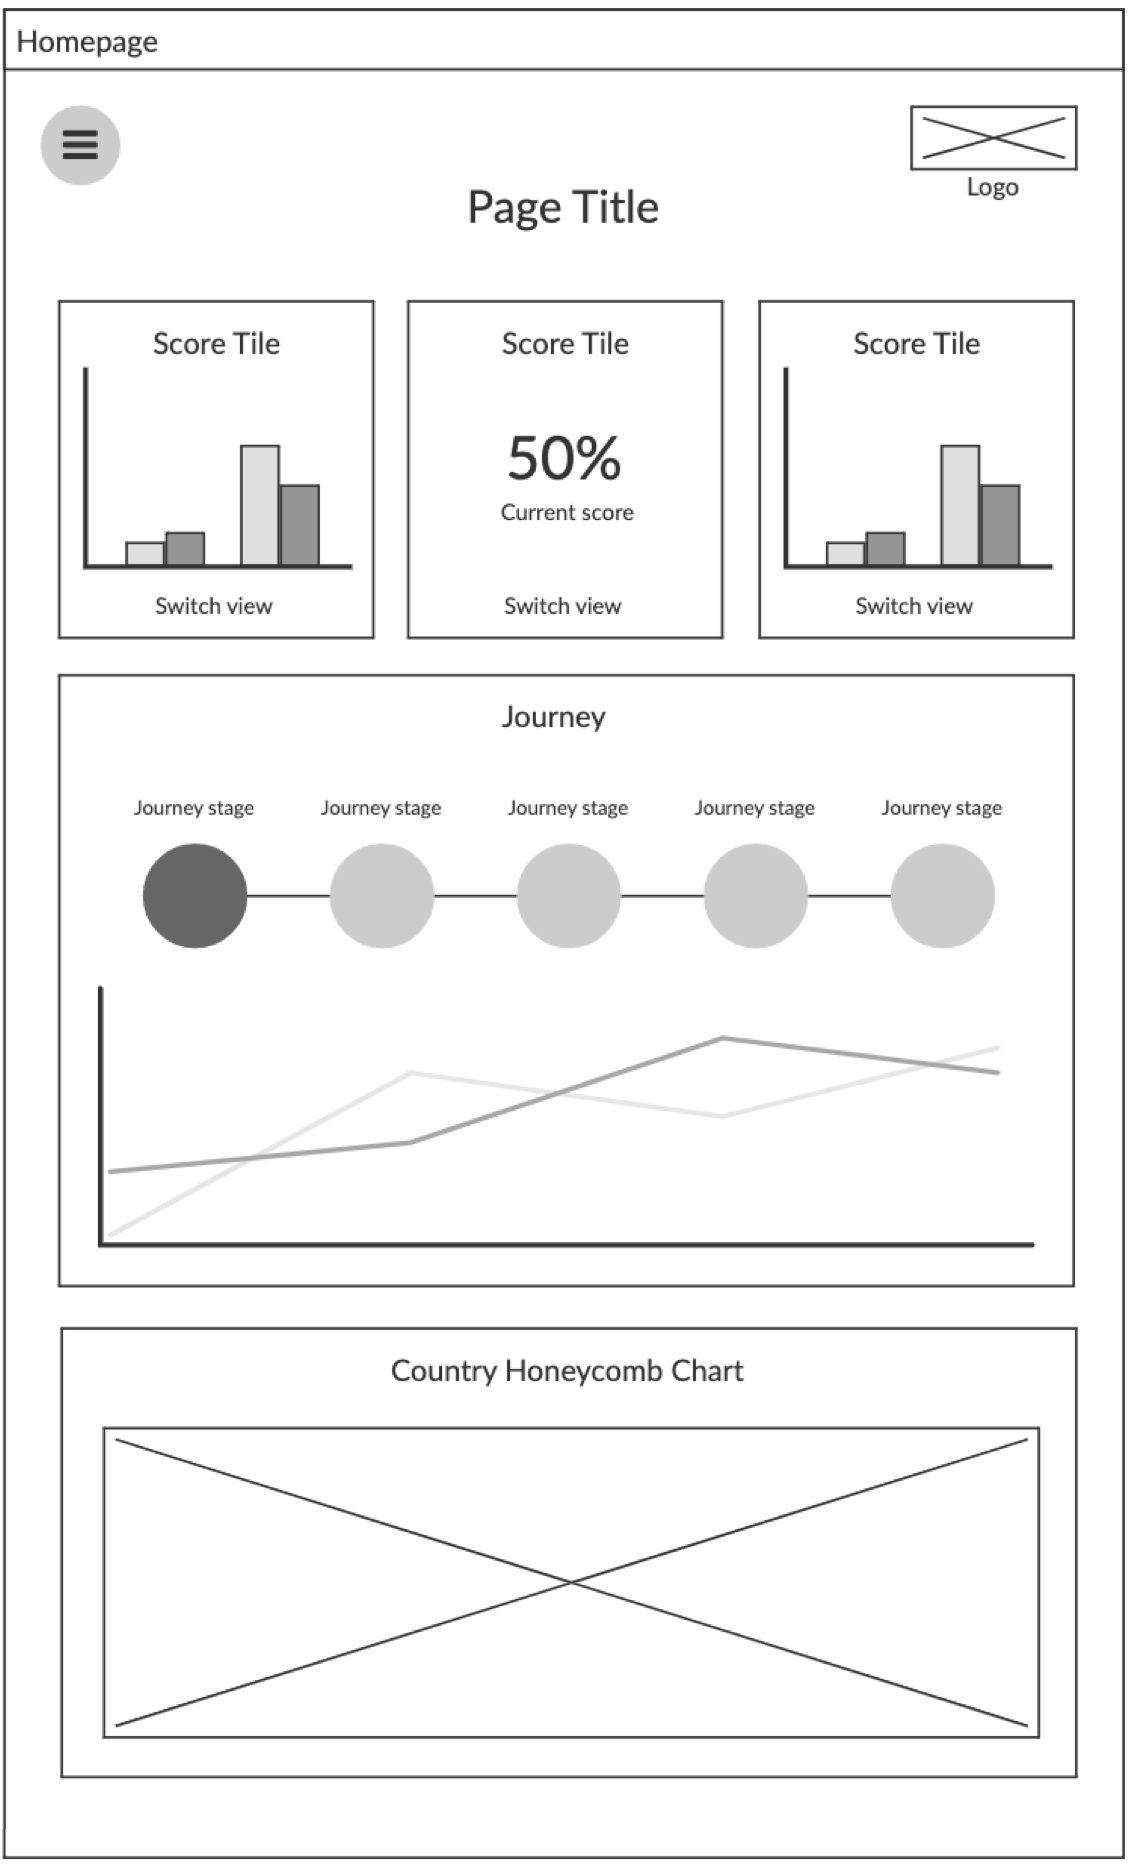 Homepage
Logo
Page Title
Score Tile
Score Tile
Score Tile
50%
Current score
Switch view
Switch view
Switch view
Journey
Journey stage
Journey stage
Journey stage
Journey stage
Journey stage
Country Honeycomb Chart